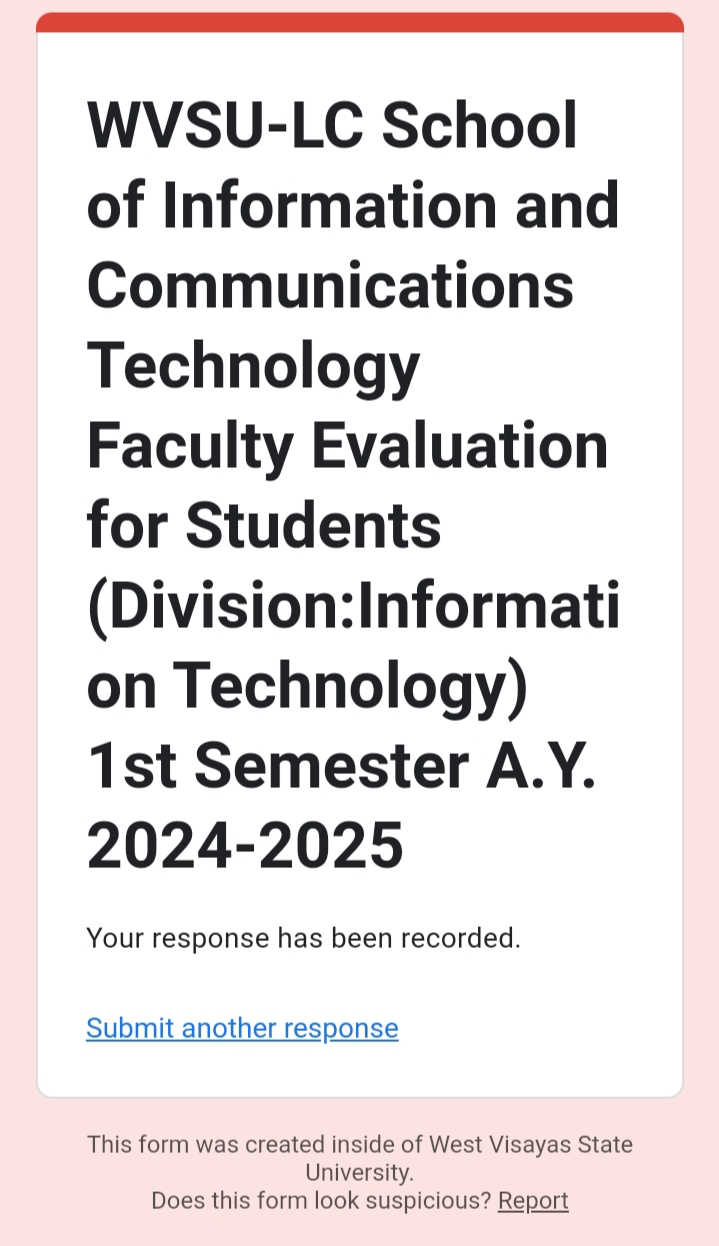 WVSU-LC School
of Information and
Communications
Technology
Faculty Evaluation
for Students
(Division:Informati
on Technology)
1st Semester A.Y.
2024-2025
Your response has been recorded.
Submit another response
This form was created inside of West Visayas State
University.
Does this form look suspicious? Report